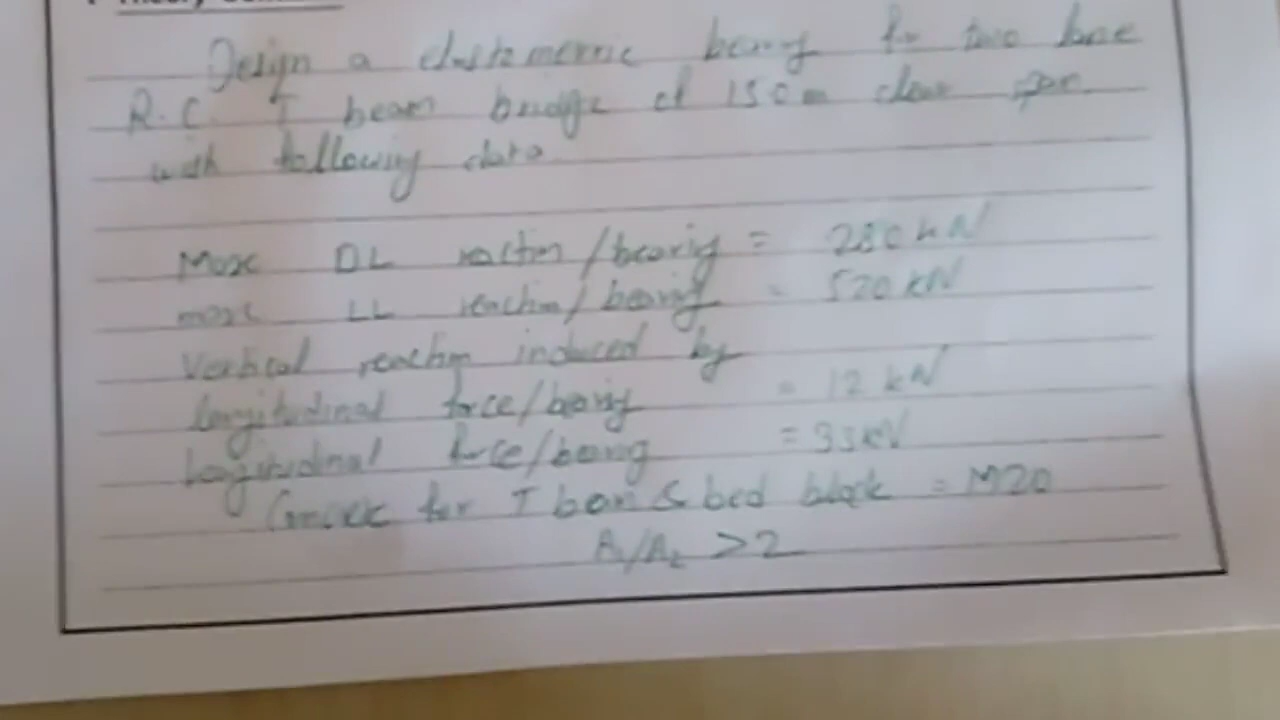 Design a elastomeric bearing for two lane
R.C. T beam bridge of 15.0m clear span
with following data
Max DL reaction/bearing = 280 kN
max LL reaction/bearing = 520 kN
Vertical reaction induced by
longitudinal force/bearing = 12 kN
Longitudinal force/bearing = 33 kN
Concrete for T beam & bed block = M20
A1/A2 > 2